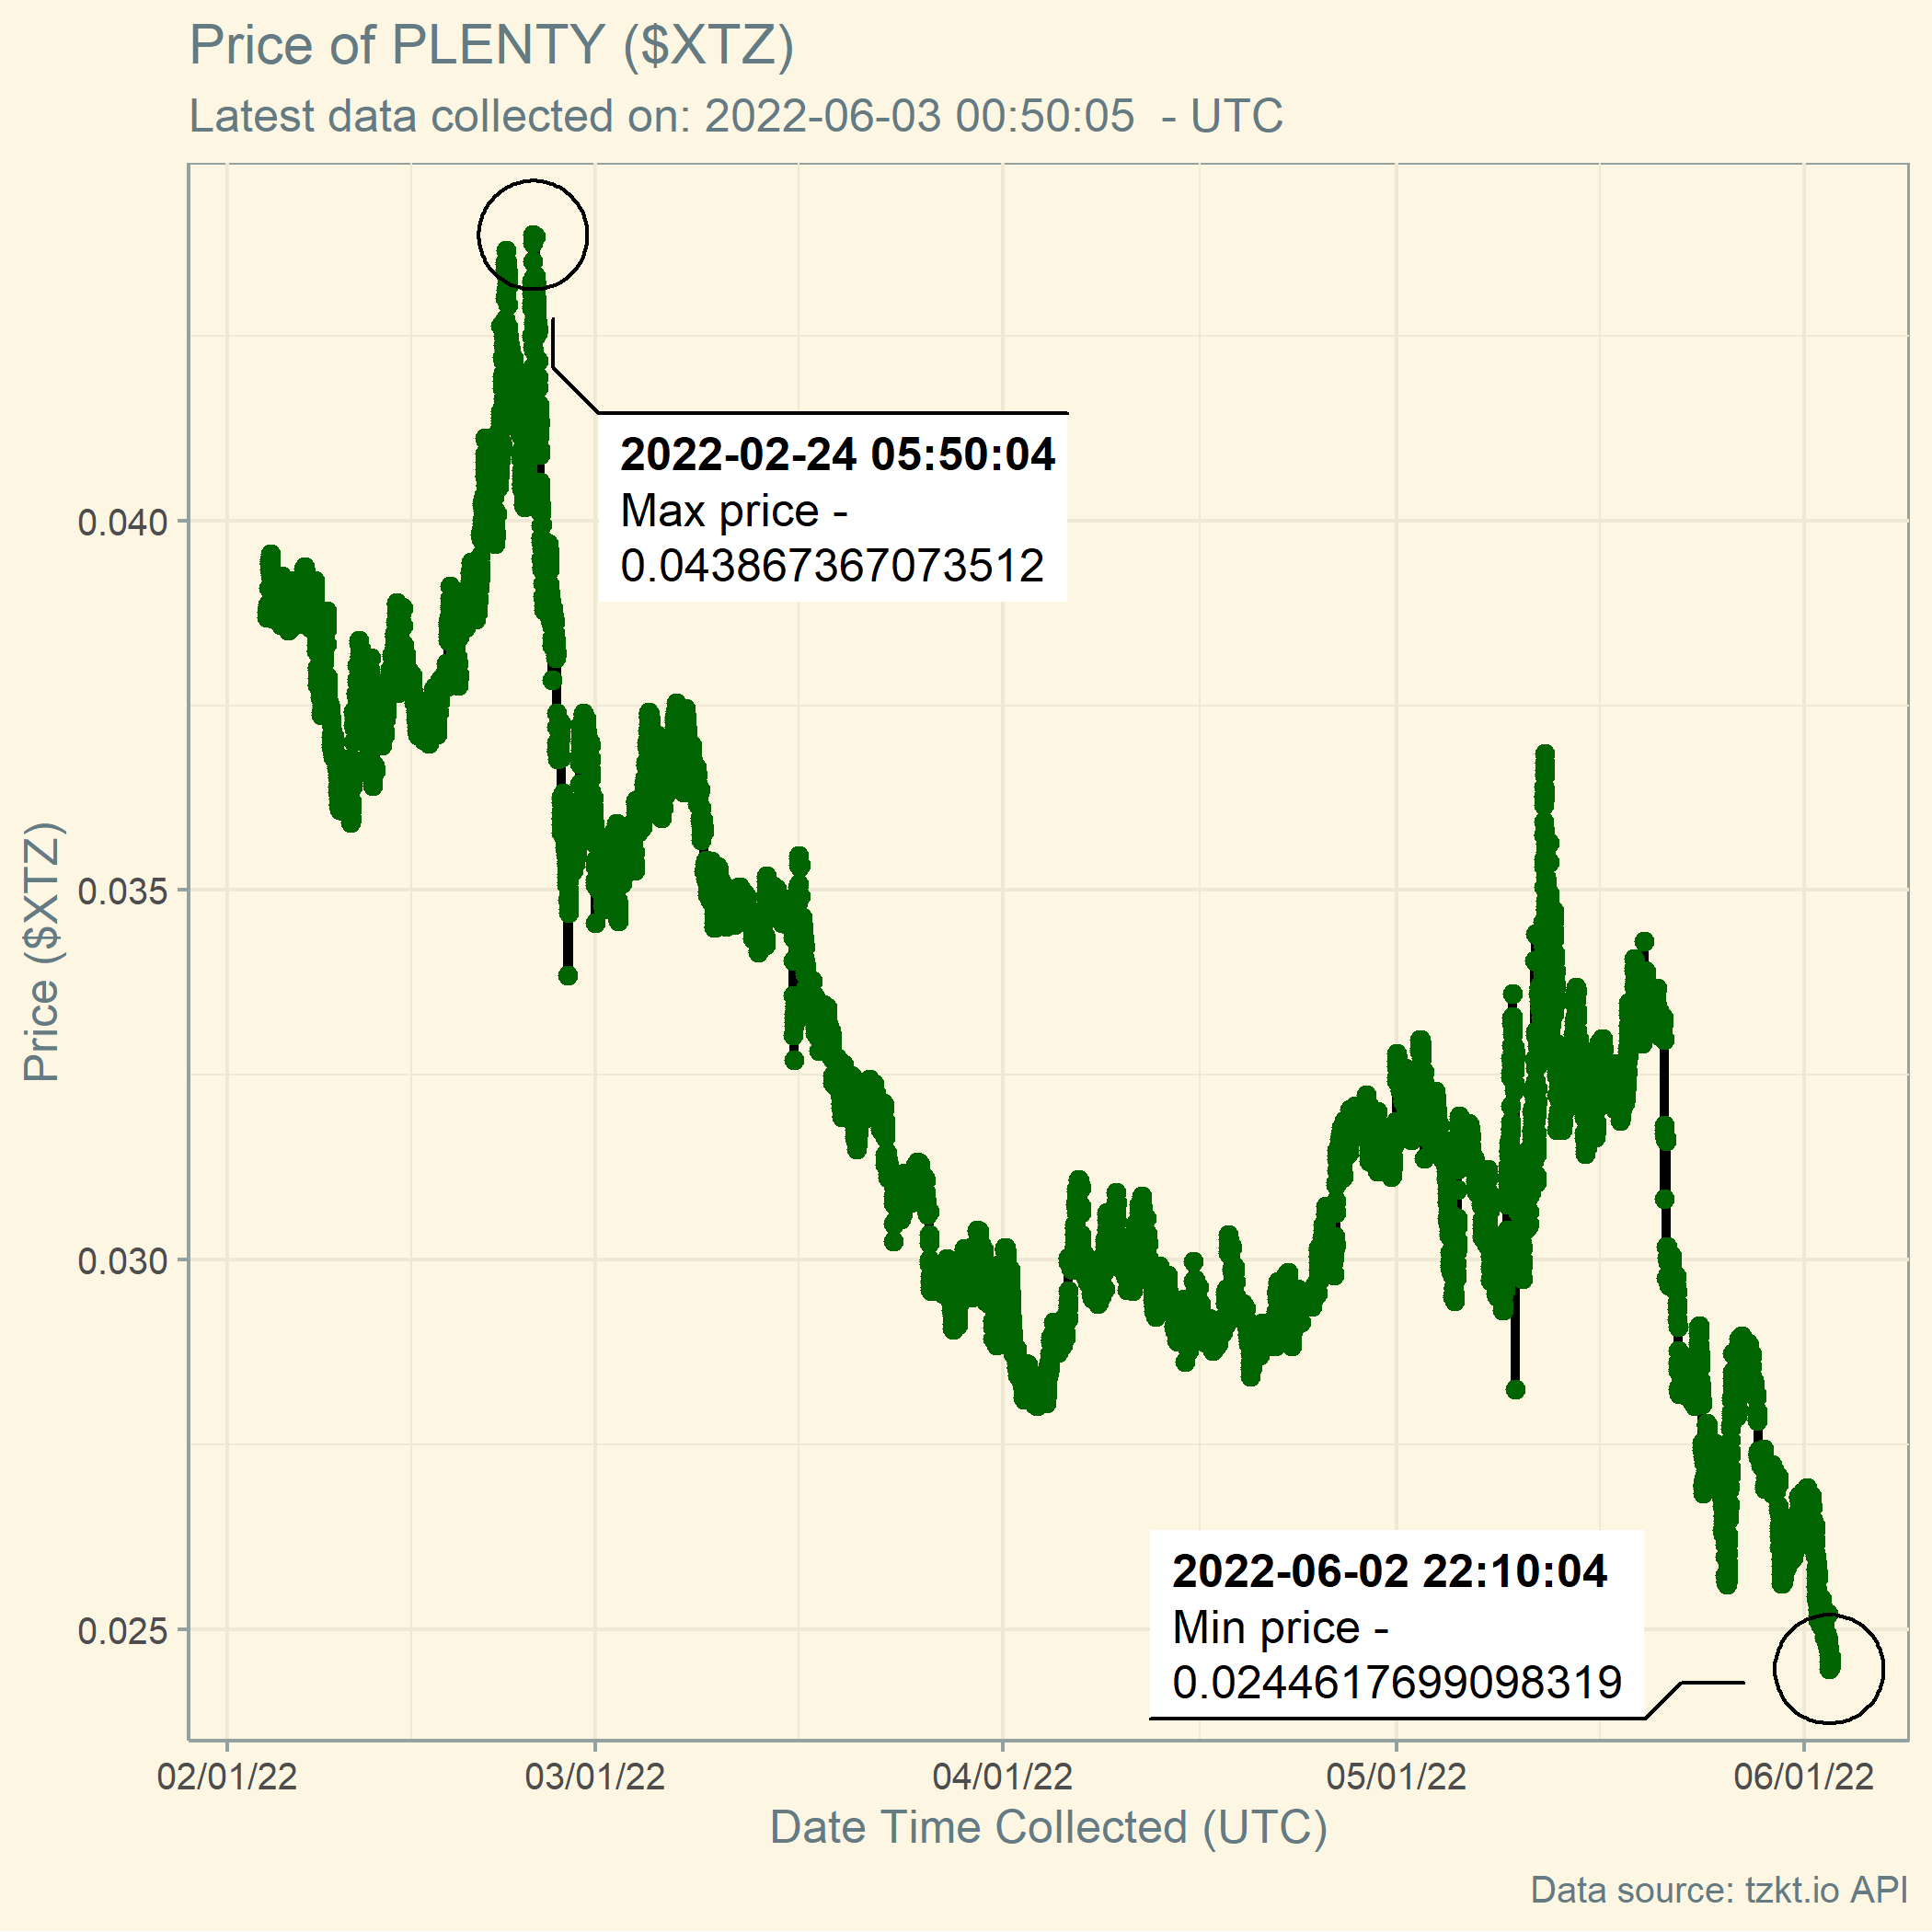 Price of PLENTY ($XTZ)
Latest data collected on: 2022-06-03 00:50:05  - UTC
Price ($XTZ)
0.040
0.035
0.030
0.025
2022-02-24 05:50:04
Max price -
0.043867367073512
2022-06-02 22:10:04
Min price -
0.0244617699098319
02/01/22 03/01/22 04/01/22 05/01/22 06/01/22
Date Time Collected (UTC)
Data source: tzkt.io API